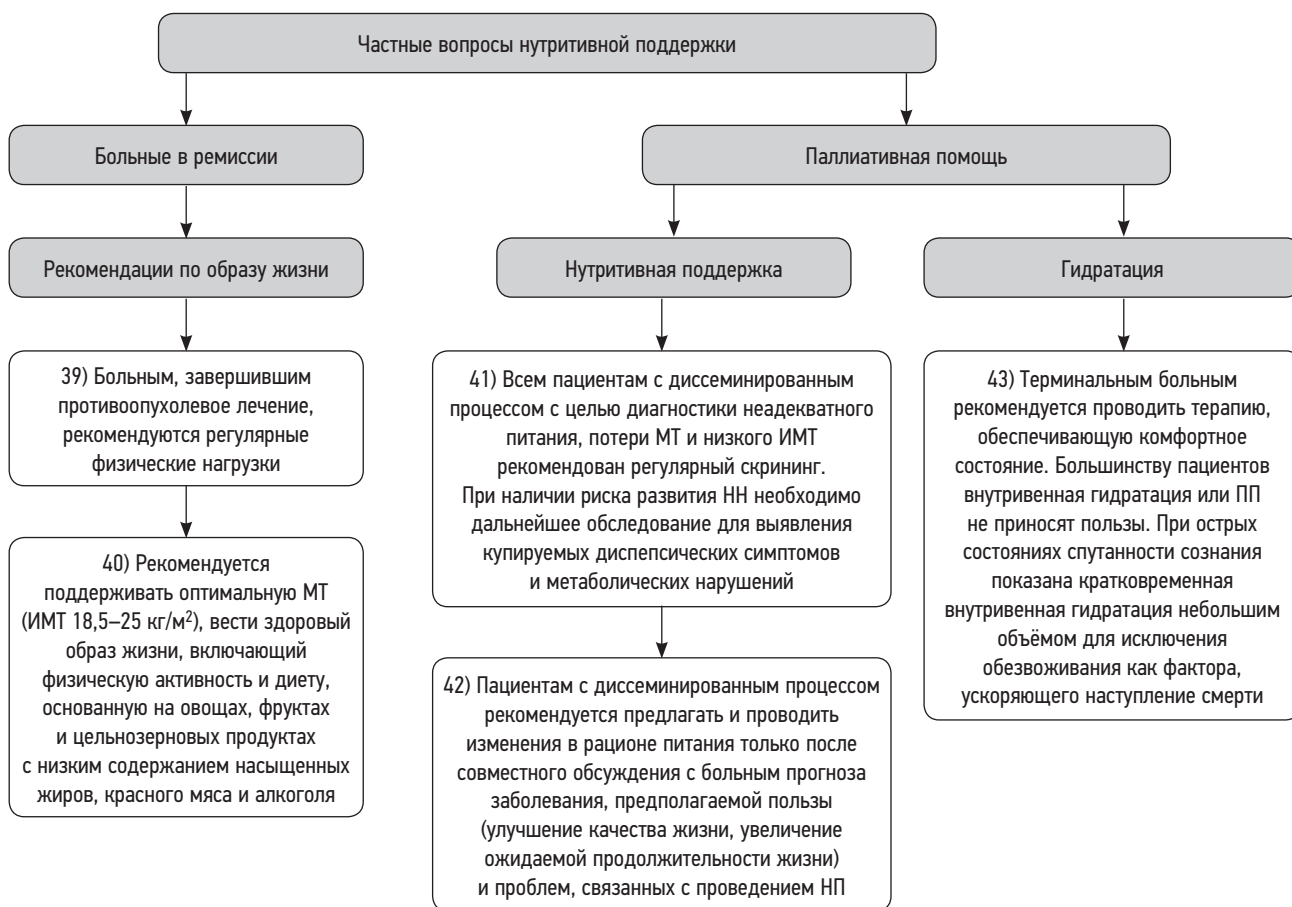 Частные вопросы нутритивной поддержки
Больные в ремиссии
Паллиативная помощь
Рекомендации по образу жизни
Нутритивная поддержка
Гидратация
39) Больным, завершившим
противоопухолевое лечение,
рекомендуются регулярные
физические нагрузки
40) Рекомендуется
поддерживать оптимальную МТ
(ИМТ 18,5–25 кг/м²), вести здоровый
образ жизни, включающий
физическую активность и диету,
основанную на овощах, фруктах
и цельнозерновых продуктах
с низким содержанием насыщенных
жиров, красного мяса и алкоголя
41) Всем пациентам с диссеминированным
процессом с целью диагностики неадекватного
питания, потери МТ и низкого ИМТ
рекомендован регулярный скрининг.
При наличии риска развития НН необходимо
дальнейшее обследование для выявления
купируемых диспепсических симптомов
и метаболических нарушений
42) Пациентам с диссеминированным процессом
рекомендуется предлагать и проводить
изменения в рационе питания только после
совместного обсуждения с больным прогноза
заболевания, предполагаемой пользы
(улучшение качества жизни, увеличение
ожидаемой продолжительности жизни)
и проблем, связанных с проведением НП
43) Терминальным больным
рекомендуется проводить терапию,
обеспечивающую комфортное
состояние. Большинству пациентов
внутривенная гидратация или ПП
не приносят пользы. При острых
состояниях спутанности сознания
показана кратковременная
внутривенная гидратация небольшим
объёмом для исключения
обезвоживания как фактора,
ускоряющего наступление смерти